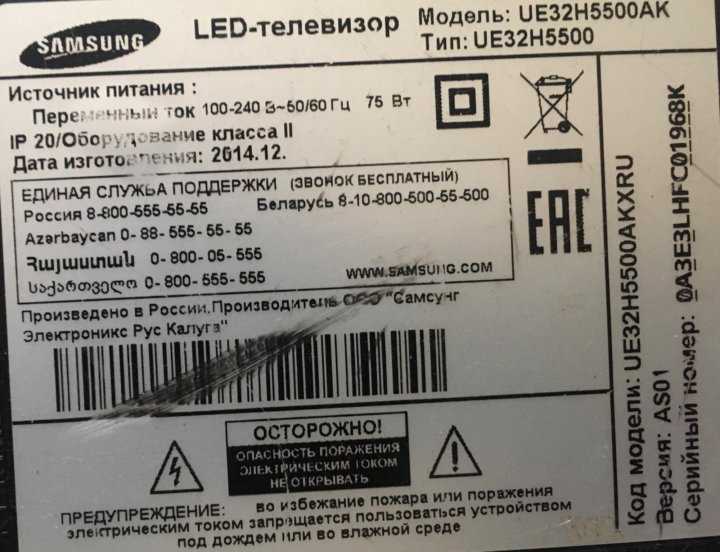 SAMSUNG
LED-телевизор
Модель: UE32H5500AK
Тип: UE32H5500
Источник питания :
Переменный ток 100-240 В~50/60 Гц 75 Вт
IP 20/Оборудование класса II
Дата изготовления: 2014.12.
ЕДИНАЯ СЛУЖБА ПОДДЕРЖКИ (ЗВОНОК БЕСПЛАТНЫЙ)
Россия 8-800-555-55-55 Беларусь 8-10-800-500-55-500
Azərbaycan 0- 88- 555- 55- 55
Հայաստան 0- 800- 05- 555
საქართველო 0- 800- 555- 555
WWW.SAMSUNG.COM
Произведено в России.Производитель ООО "Самсунг
Электроникс Рус Калуга"
EAC
ОСТОРОЖНО!
ОПАСНОСТЬ ПОРАЖЕНИЯ
ЭЛЕКТРИЧЕСКИМ ТОКОМ
НЕ ОТКРЫВАТЬ
ПРЕДУПРЕЖДЕНИЕ: во избежание пожара или поражения
электрическим током запрещается пользоваться устройством
под дождем или во влажной среде
Код модели: UE32H5500AKXRU
Версия: AS01
Серийный номер: 0A3E3LHFC01968K